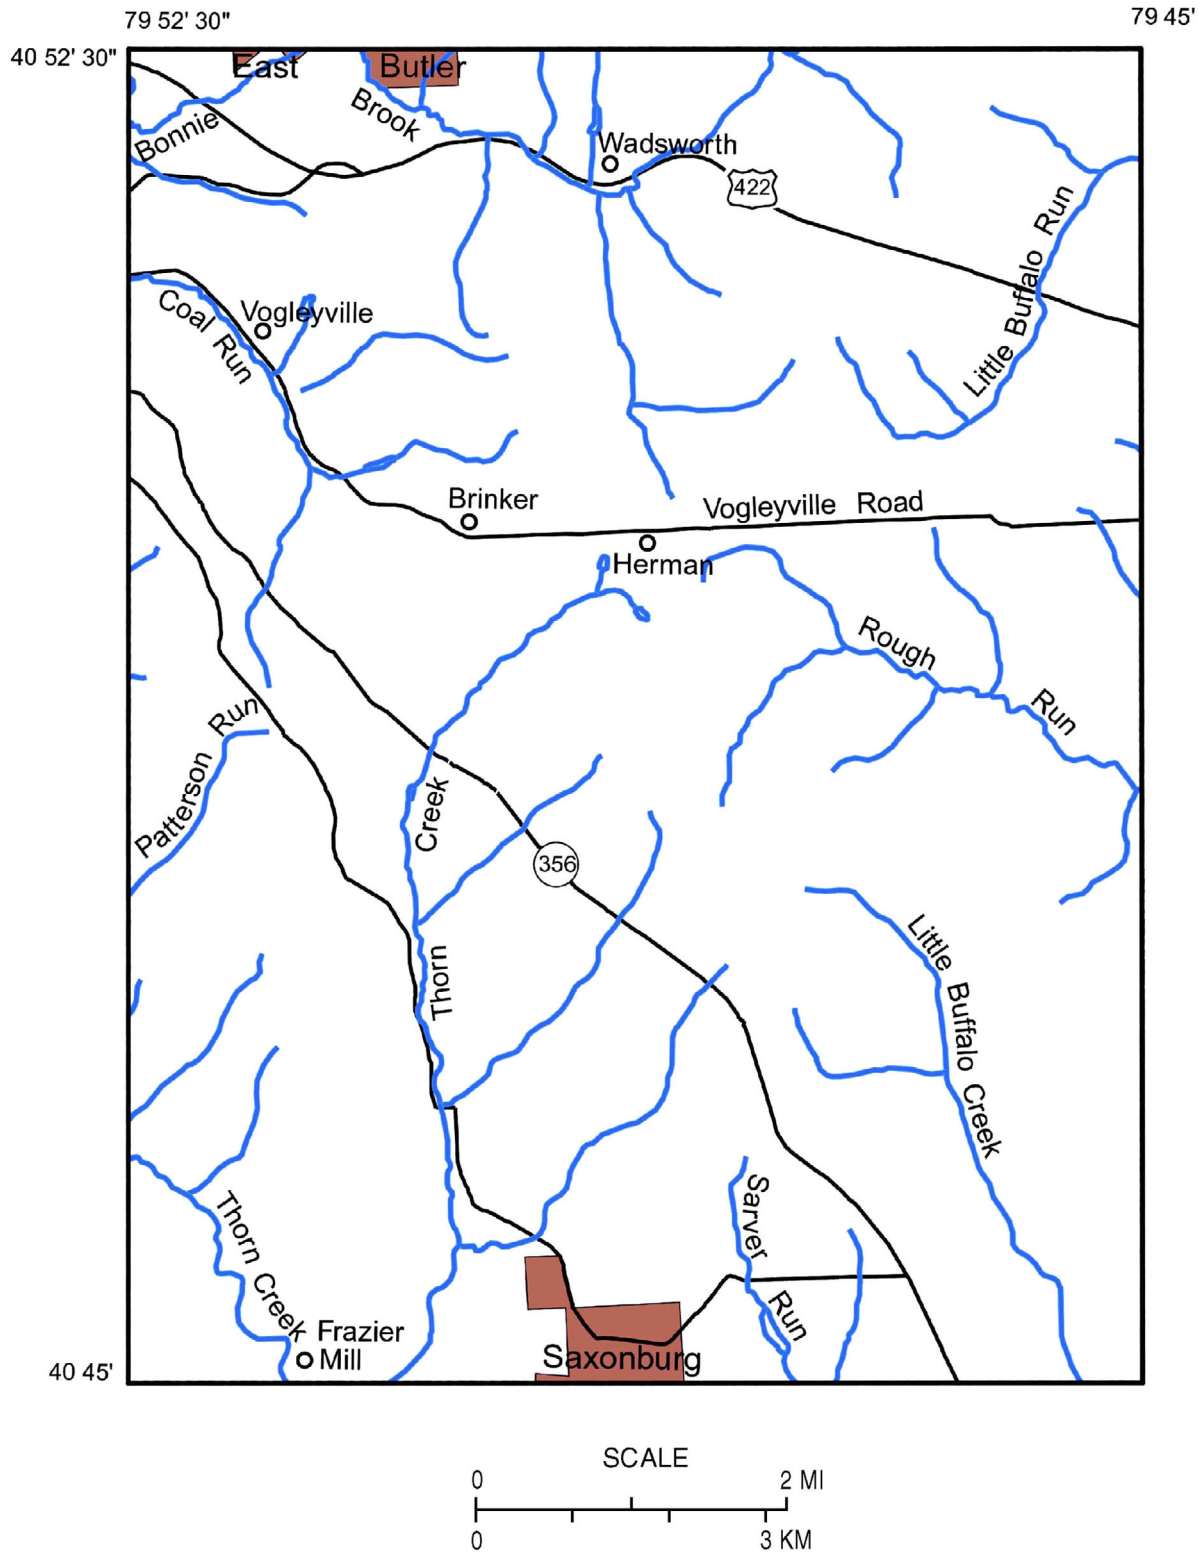 79 52' 30"
79 45'
40 52' 30"
East Butler
Bonnie Brook
Wadsworth
422
Little Buffalo Run
Coal Run
Vogleyville
Brinker
Vogleyville Road
Herman
Rough Run
Patterson Run
Creek
356
Thorn
Little Buffalo Creek
Thorn Creek
Sarver Run
Frazier
Mill
Saxonburg
40 45'
SCALE
0 2 MI
0 3 KM